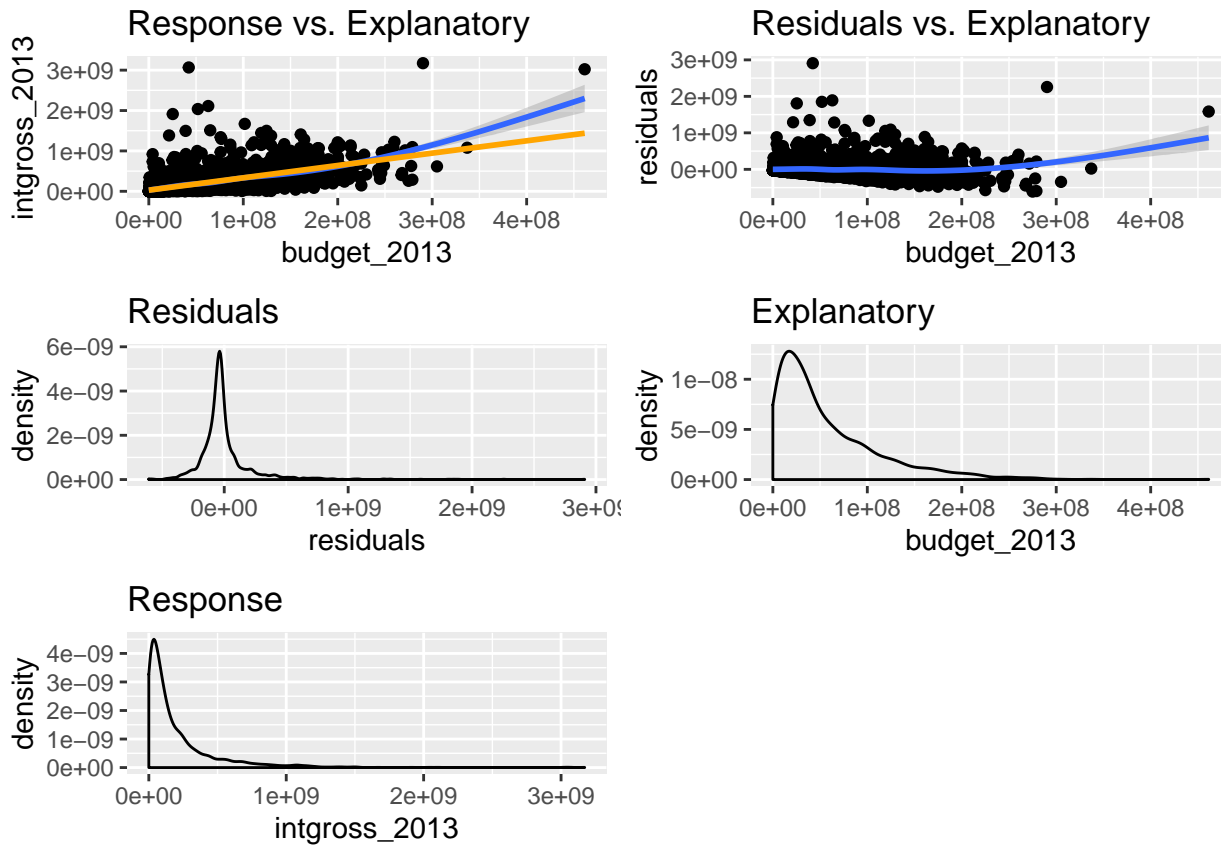 Response vs. Explanatory
intgross_2013
3e+09
2e+09
1e+09
0e+00
0e+00 1e+08 2e+08 3e+08 4e+08
budget_2013
Residuals vs. Explanatory
residuals
3e+09
2e+09
1e+09
0e+00
0e+00 1e+08 2e+08 3e+08 4e+08
budget_2013
Residuals
density
6e−09
4e−09
2e−09
0e+00
0e+00 1e+09 2e+09 3e+09
residuals
Explanatory
density
1e−08
5e−09
0e+00
0e+00 1e+08 2e+08 3e+08 4e+08
budget_2013
Response
density
4e−09
3e−09
2e−09
1e−09
0e+00
0e+00 1e+09 2e+09 3e+09
intgross_2013